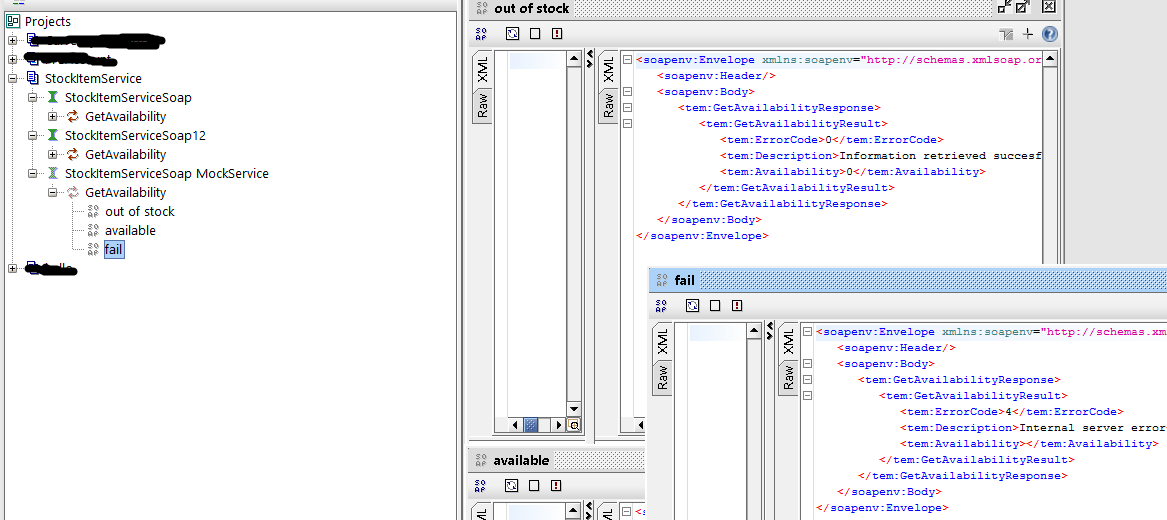 Projects
StockItemService
StockItemServiceSoap
GetAvailability
StockItemServiceSoap12
GetAvailability
StockItemServiceSoap MockService
GetAvailability
out of stock
available
fail
out of stock
XML
Raw
XML
Raw
<soapenv:Envelope xmlns:soapenv="http://schemas.xmlsoap.or
<soapenv:Header/>
<soapenv:Body>
<tem:GetAvailabilityResponse>
<tem:GetAvailabilityResult>
<tem:ErrorCode>0</tem:ErrorCode>
<tem:Description>Information retrieved succesf
<tem:Availability>0</tem:Availability>
</tem:GetAvailabilityResult>
</tem:GetAvailabilityResponse>
</soapenv:Body>
</soapenv:Envelope>
fail
XML
Raw
XML
Raw
<soapenv:Envelope xmlns:soapenv="http://schemas.xm
<soapenv:Header/>
<soapenv:Body>
<tem:GetAvailabilityResponse>
<tem:GetAvailabilityResult>
<tem:ErrorCode>4</tem:ErrorCode>
<tem:Description>Internal server error
<tem:Availability></tem:Availability>
</tem:GetAvailabilityResult>
</tem:GetAvailabilityResponse>
</soapenv:Body>
</soapenv:Envelope>
available